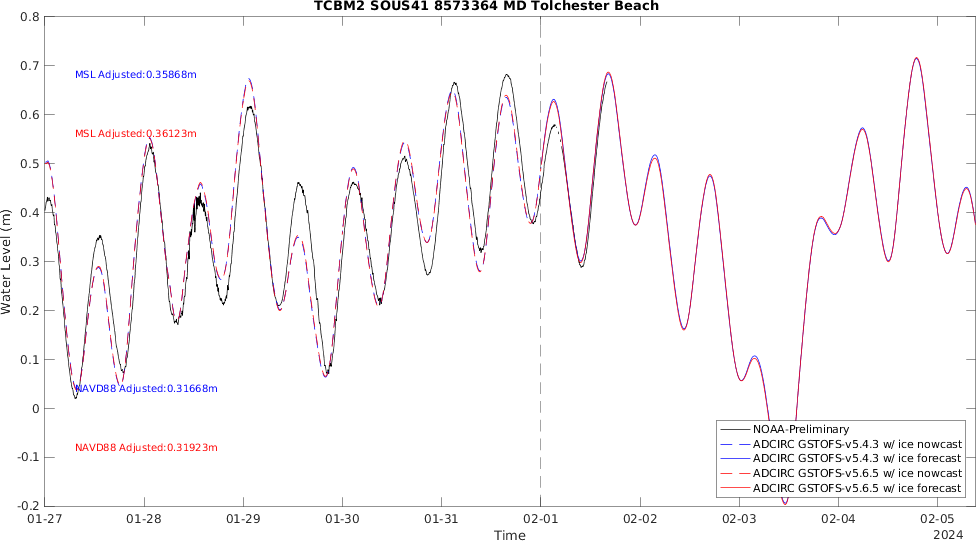 TCBM2 SOUS41 8573364 MD Tolchester Beach
0.8
0.7
0.6
0.5
0.4
0.3
0.2
0.1
0
-0.1
-0.2
Water Level (m)
MSL Adjusted:0.35868m
MSL Adjusted:0.36123m
NAVD88 Adjusted:0.31668m
NAVD88 Adjusted:0.31923m
NOAA-Preliminary
ADCIRC GSTOFS-v5.4.3 w/ ice nowcast
ADCIRC GSTOFS-v5.4.3 w/ ice forecast
ADCIRC GSTOFS-v5.6.5 w/ ice nowcast
ADCIRC GSTOFS-v5.6.5 w/ ice forecast
01-27 01-28 01-29 01-30 01-31 02-01 02-02 02-03 02-04 02-05
Time
2024